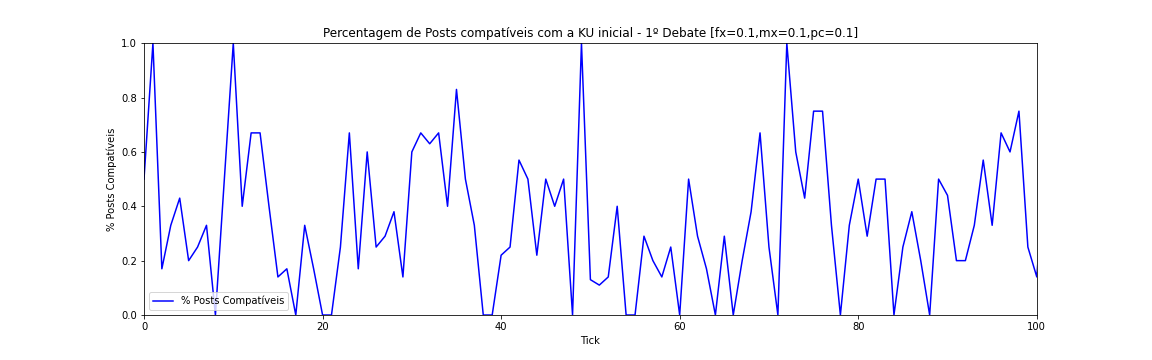 Percentagem de Posts compatíveis com a KU inicial - 1º Debate [fx=0.1,mx=0.1,pc=0.1]
1.0
0.8
0.6
0.4
0.2
0.0
% Posts Compatíveis
% Posts Compatíveis
0 20 40 60 80 100
Tick